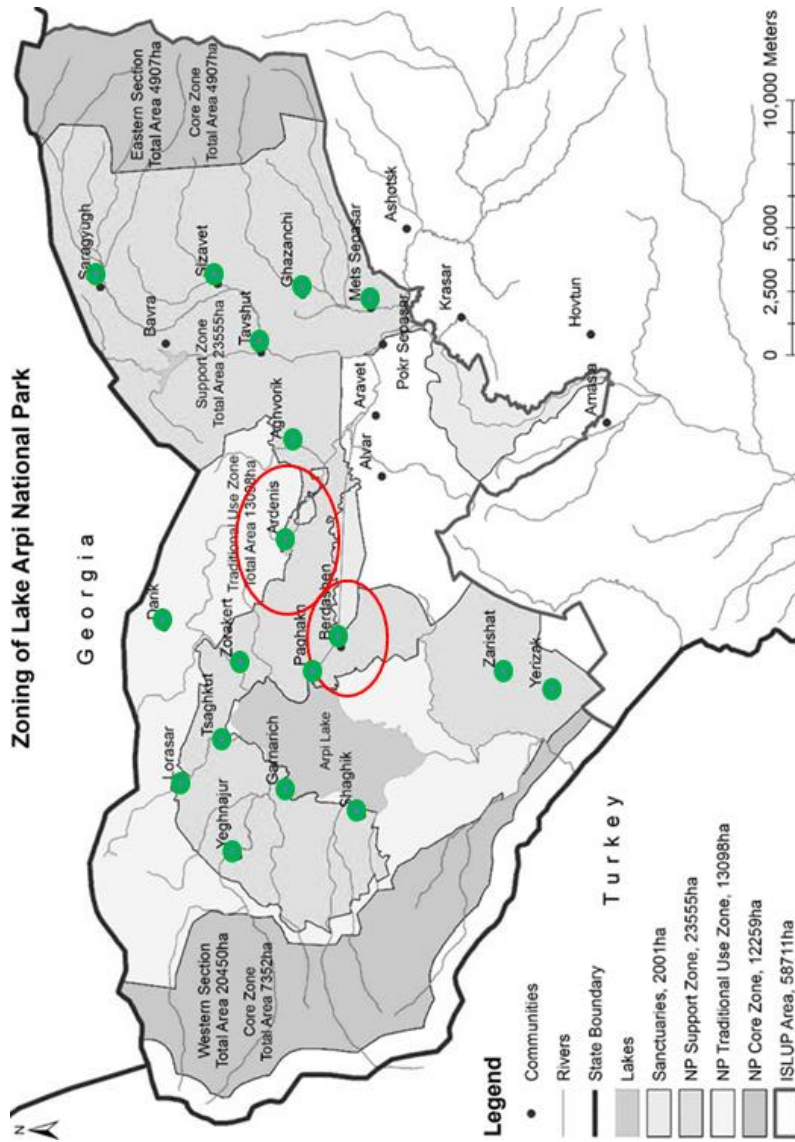 Zoning of Lake Arpi National Park
N
Georgia
Turkey
Western Section
Total Area 20450ha
Core Zone
Total Area 7352ha
Eastern Section
Total Area 4907ha
Core Zone
Total Area 4907ha
Support Zone
Total Area 23555ha
Traditional Use Zone
Total Area 13098ha
Lorasar
Darik
Yeghnajur
Tsaghkut
Zorakert
Garnarich
Paghakn
Ardenis
Aghvorik
Shaghik
Arpi Lake
Berdashen
Zarishat
Yerizak
Saragyugh
Bavra
Sizavet
Tavshut
Ghazanchi
Mets Sepasar
Pokr Sepasar
Ashotsk
Aravet
Alvar
Krasar
Hovtun
Amasia
Legend
Communities
Rivers
State Boundary
Lakes
Sanctuaries, 2001ha
NP Support Zone, 23555ha
NP Traditional Use Zone, 13098ha
NP Core Zone, 12259ha
ISLUP Area, 58711ha
0 2,500 5,000 10,000 Meters